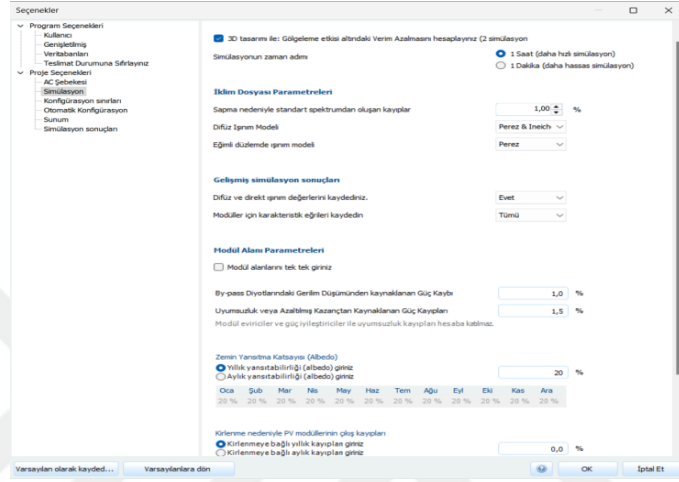 Seçenekler
Program Seçenekleri
Kullanıcı
Genişletilmiş
Veritabanları
Teslimat Durumuna Sıfırlayınız
Proje Seçenekleri
AC Şebekesi
Simülasyon
Konfigürasyon sınırları
Otomatik Konfigürasyon
Sunum
Simülasyon sonuçları
3D tasarımı ile: Gölgeleme etkisi altındaki Verim Azalmasını hesaplayınız (2 simülasyon
Simülasyonun zaman adımı
1 Saat (daha hızlı simülasyon)
1 Dakika (daha hassas simülasyon)
İklim Dosyası Parametreleri
Sapma nedeniyle standart spektrumdan oluşan kayıplar 1,00 %
Difüz Işınım Modeli Perez & Ineich
Eğimli düzlemde ışınım modeli Perez
Gelişmiş simülasyon sonuçları
Difüz ve direkt ışınım değerlerini kaydediniz. Evet
Modüller için karakteristik eğrileri kaydedin Tümü
Modül Alanı Parametreleri
Modül alanlarını tek tek giriniz
By-pass Diyotlarındaki Gerilim Düşümünden kaynaklanan Güç Kaybı 1,0 %
Uyumsuzluk veya Azaltılmış Kazançtan Kaynaklanan Güç Kayıpları 1,5 %
Modül eviriciler ve güç iyileştiriciler ile uyumsuzluk kayıpları hesaba katılmaz.
Zemin Yansıtma Katsayısı (Albedo)
Yıllık yansıtabilirliği (albedo) giriniz 20 %
Aylık yansıtabilirliği (albedo) giriniz
Oca Şub Mar Nis May Haz Tem Ağu Eyl Eki Kas Ara
20 % 20 % 20 % 20 % 20 % 20 % 20 % 20 % 20 % 20 % 20 % 20 %
Kirlenme nedeniyle PV modüllerinin çıkış kayıpları
Kirlenmeye bağlı yıllık kayıpları giriniz 0,0 %
Kirlenmeye bağlı aylık kayıpları giriniz
Varsayılan olarak kayded... Varsayılanlara dön OK İptal Et